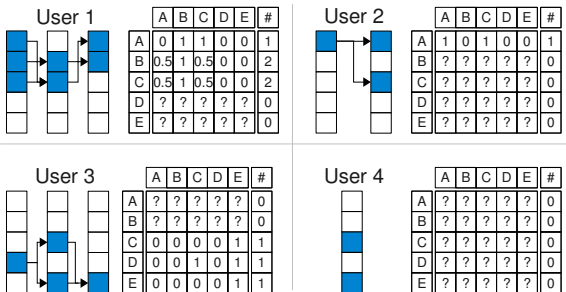 User 1
A B C D E #
A 0 1 1 0 0 1
B 0.5 1 0.5 0 0 2
C 0.5 1 0.5 0 0 2
D ? ? ? ? ? 0
E ? ? ? ? ? 0
User 2
A B C D E #
A 1 0 1 0 0 1
B ? ? ? ? ? 0
C ? ? ? ? ? 0
D ? ? ? ? ? 0
E ? ? ? ? ? 0
User 3
A B C D E #
A ? ? ? ? ? 0
B ? ? ? ? ? 0
C 0 0 0 0 1 1
D 0 0 1 0 1 1
E 0 0 0 0 1 1
User 4
A B C D E #
A ? ? ? ? ? 0
B ? ? ? ? ? 0
C ? ? ? ? ? 0
D ? ? ? ? ? 0
E ? ? ? ? ? 0